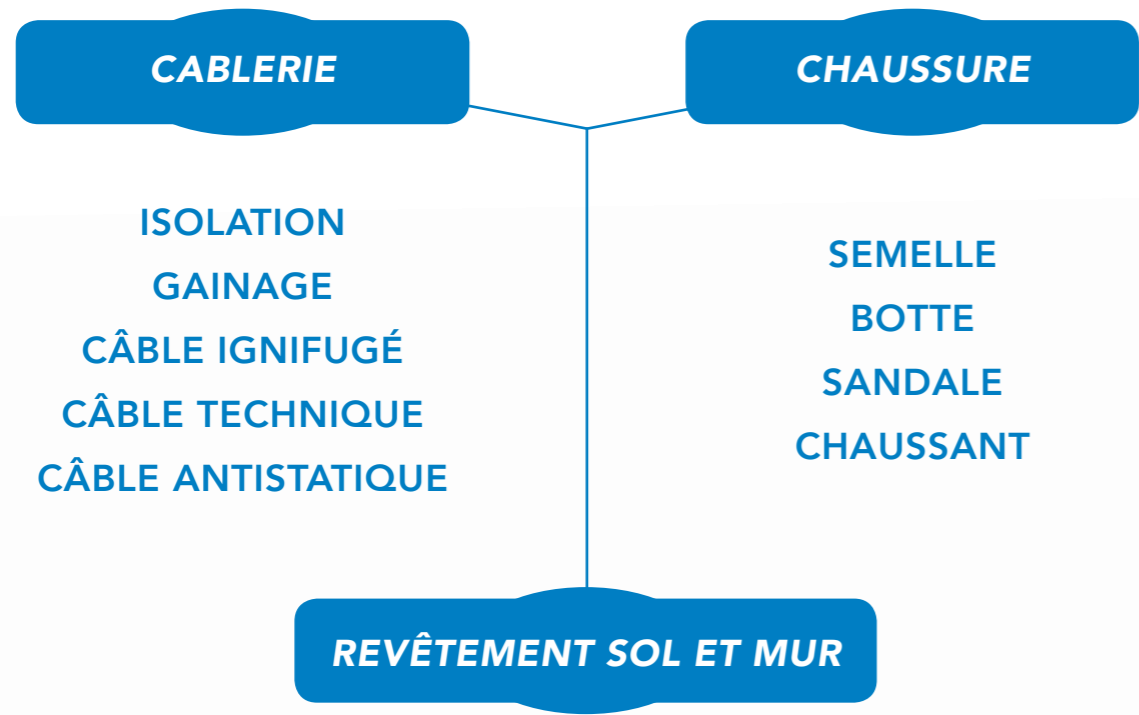 CABLERIE
ISOLATION
GAINAGE
CÂBLE IGNIFUGÉ
CÂBLE TECHNIQUE
CÂBLE ANTISTATIQUE
CHAUSSURE
SEMELLE
BOTTE
SANDALE
CHAUSSANT
REVÊTEMENT SOL ET MUR